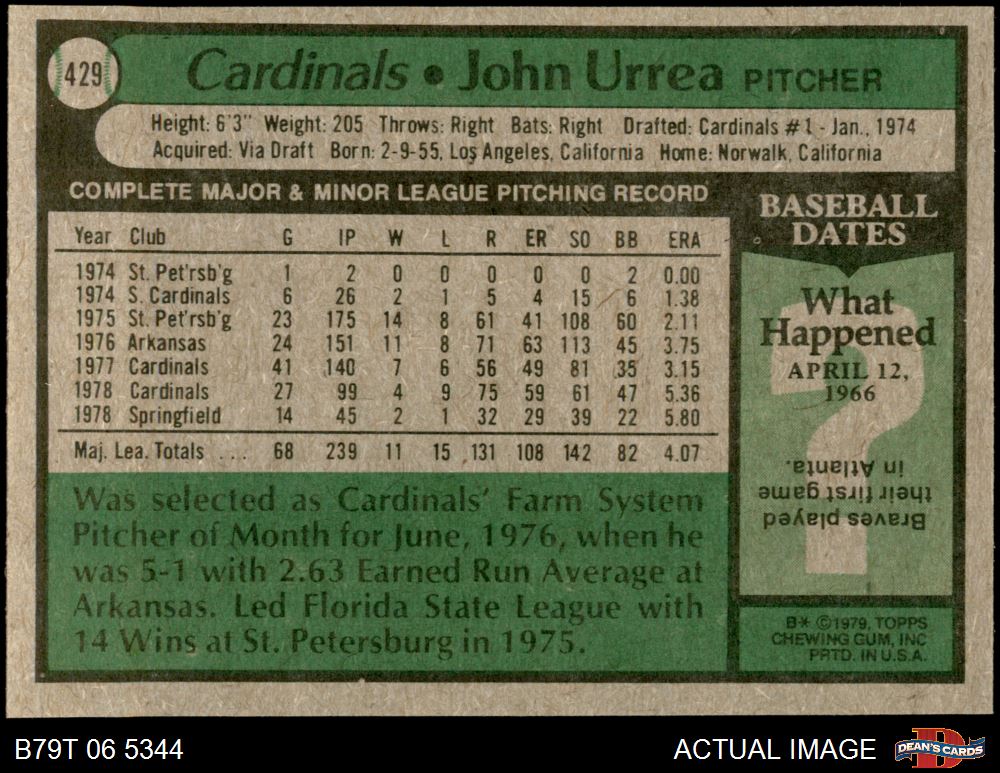 429
Cardinals • John Urrea PITCHER
Height: 6'3" Weight: 205 Throws: Right Bats: Right Drafted: Cardinals #1 - Jan., 1974
Acquired: Via Draft Born: 2-9-55, Los Angeles, California Home: Norwalk, California
COMPLETE MAJOR & MINOR LEAGUE PITCHING RECORD
Year Club G IP W L R ER SO BB ERA
1974 St. Pet'rsb'g 1 2 0 0 0 0 0 2 0.00
1974 S. Cardinals 6 26 2 1 5 4 15 6 1.38
1975 St. Pet'rsb'g 23 175 14 8 61 41 108 60 2.11
1976 Arkansas 24 151 11 8 71 63 113 45 3.75
1977 Cardinals 41 140 7 6 56 49 81 35 3.15
1978 Cardinals 27 99 4 9 75 59 61 47 5.36
1978 Springfield 14 45 2 1 32 29 39 22 5.80
Maj. Lea. Totals ... 68 239 11 15 131 108 142 82 4.07
Was selected as Cardinals' Farm System
Pitcher of Month for June, 1976, when he
was 5-1 with 2.63 Earned Run Average at
Arkansas. Led Florida State League with
14 Wins at St. Petersburg in 1975.
BASEBALL
DATES
What
Happened
APRIL 12,
1966
?
Braves played
their first game
in Atlanta.
B* ©1979, TOPPS
CHEWING GUM, INC
PRTD. IN U.S.A.
B79T 06 5344
ACTUAL IMAGE
D
DEAN'S CARDS